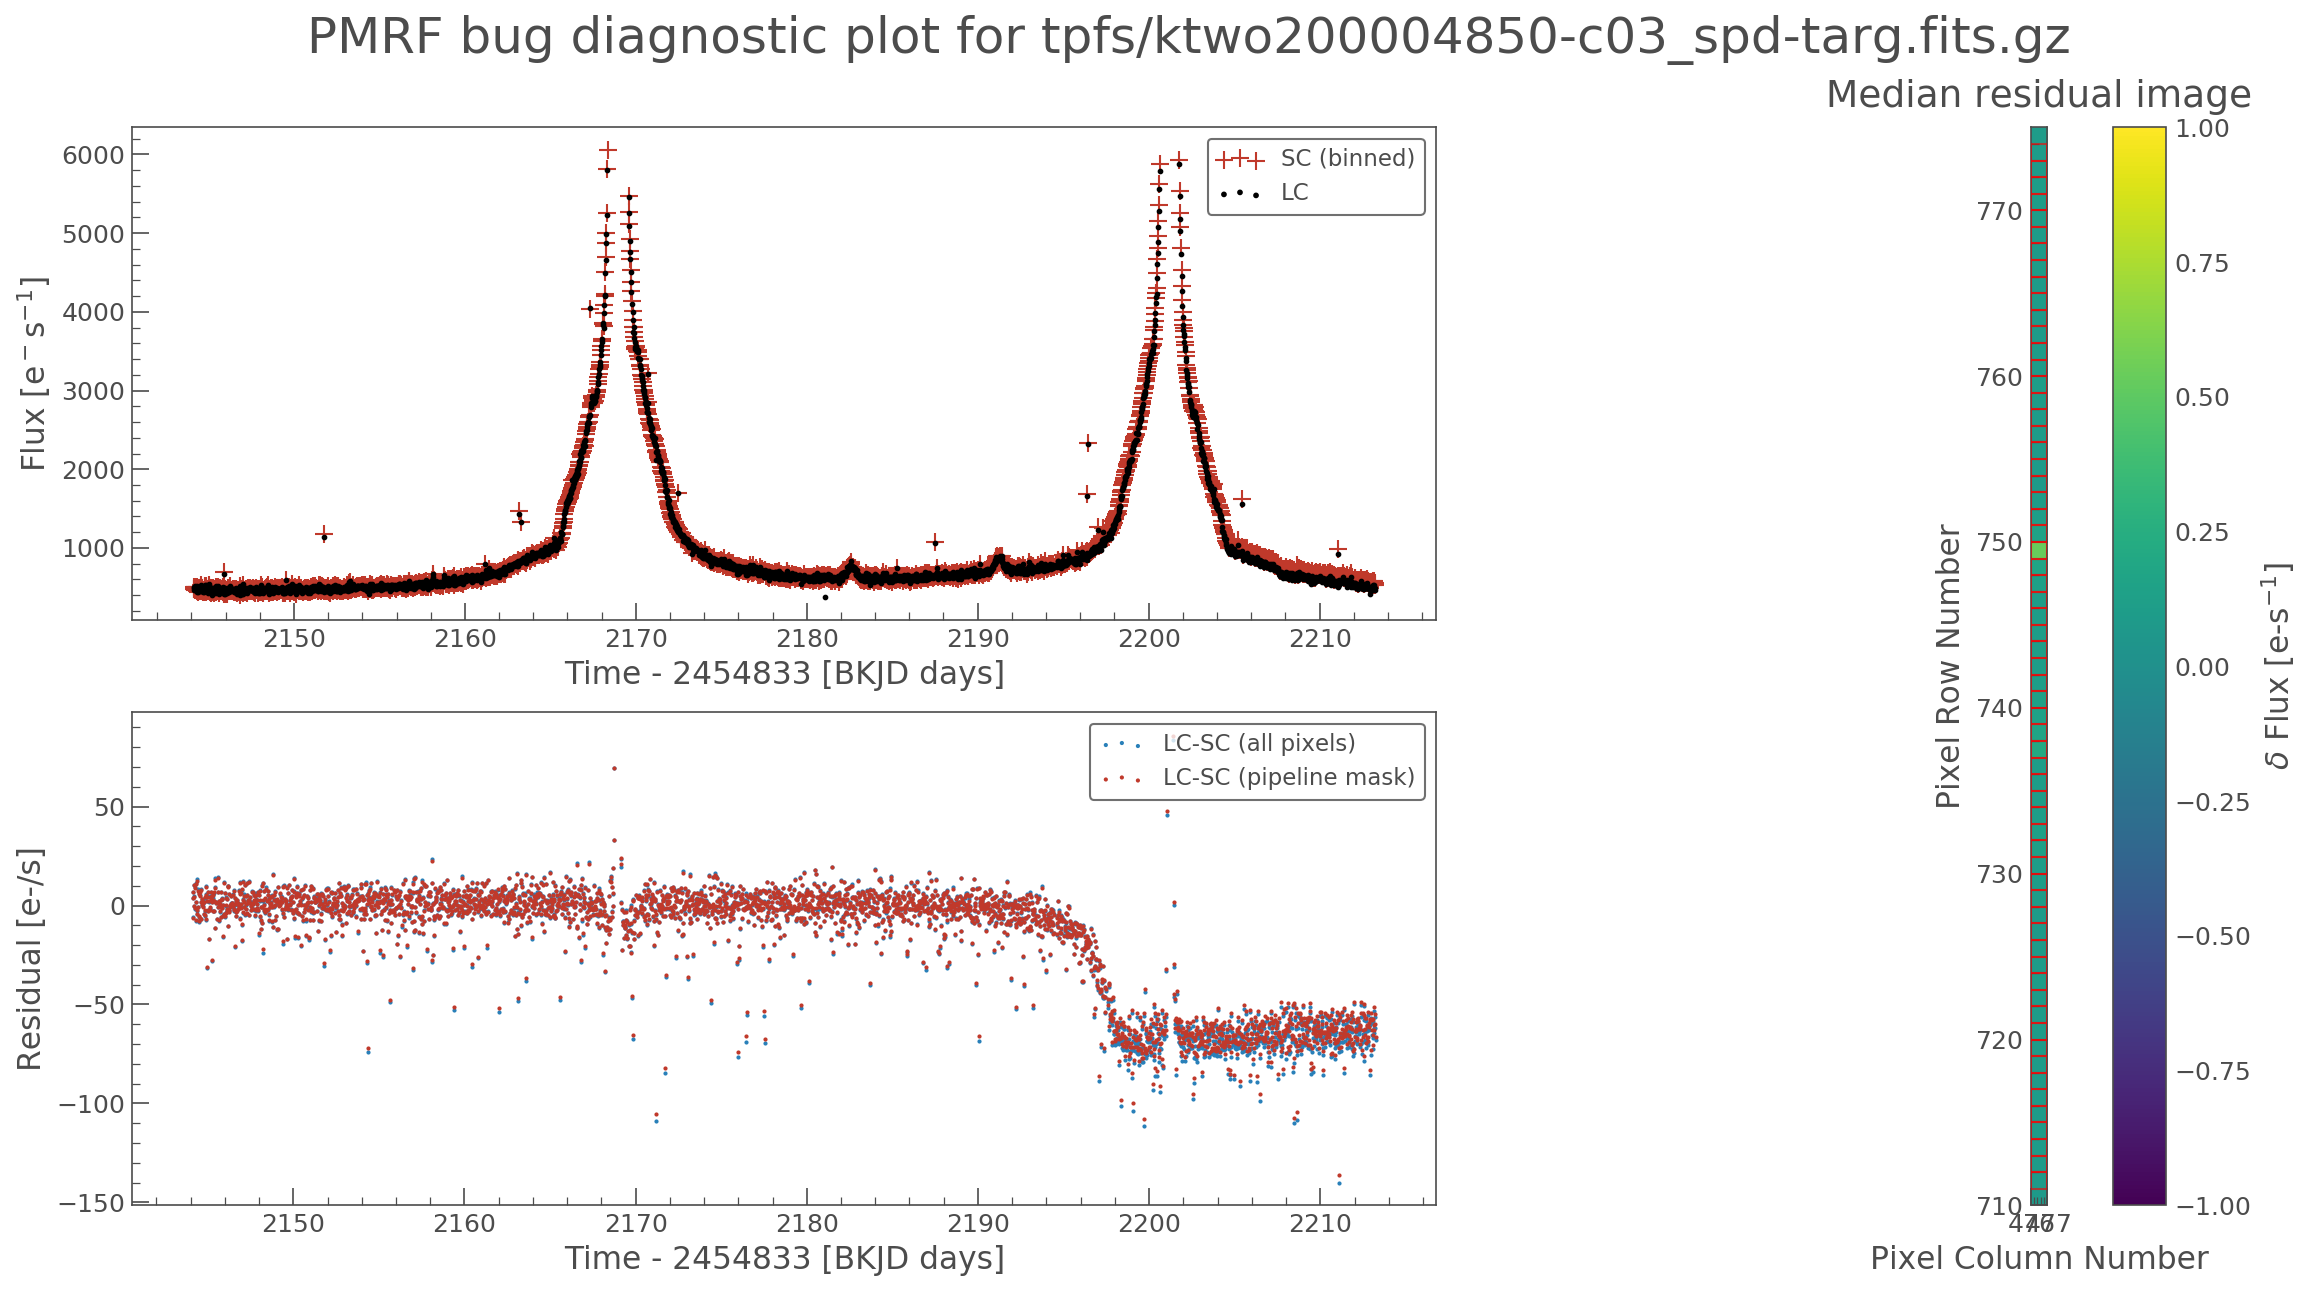 PMRF bug diagnostic plot for tpfs/ktwo200004850-c03_spd-targ.fits.gz
Median residual image
Flux [e⁻ s⁻¹]
6000
5000
4000
3000
2000
1000
SC (binned)
LC
2150 2160 2170 2180 2190 2200 2210
Time - 2454833 [BKJD days]
Residual [e-/s]
50
0
−50
−100
−150
LC-SC (all pixels)
LC-SC (pipeline mask)
2150 2160 2170 2180 2190 2200 2210
Time - 2454833 [BKJD days]
Pixel Row Number
770
760
750
740
730
720
710
476 477
Pixel Column Number
1.00
0.75
0.50
0.25
0.00
−0.25
−0.50
−0.75
−1.00
δ Flux [e-s⁻¹]